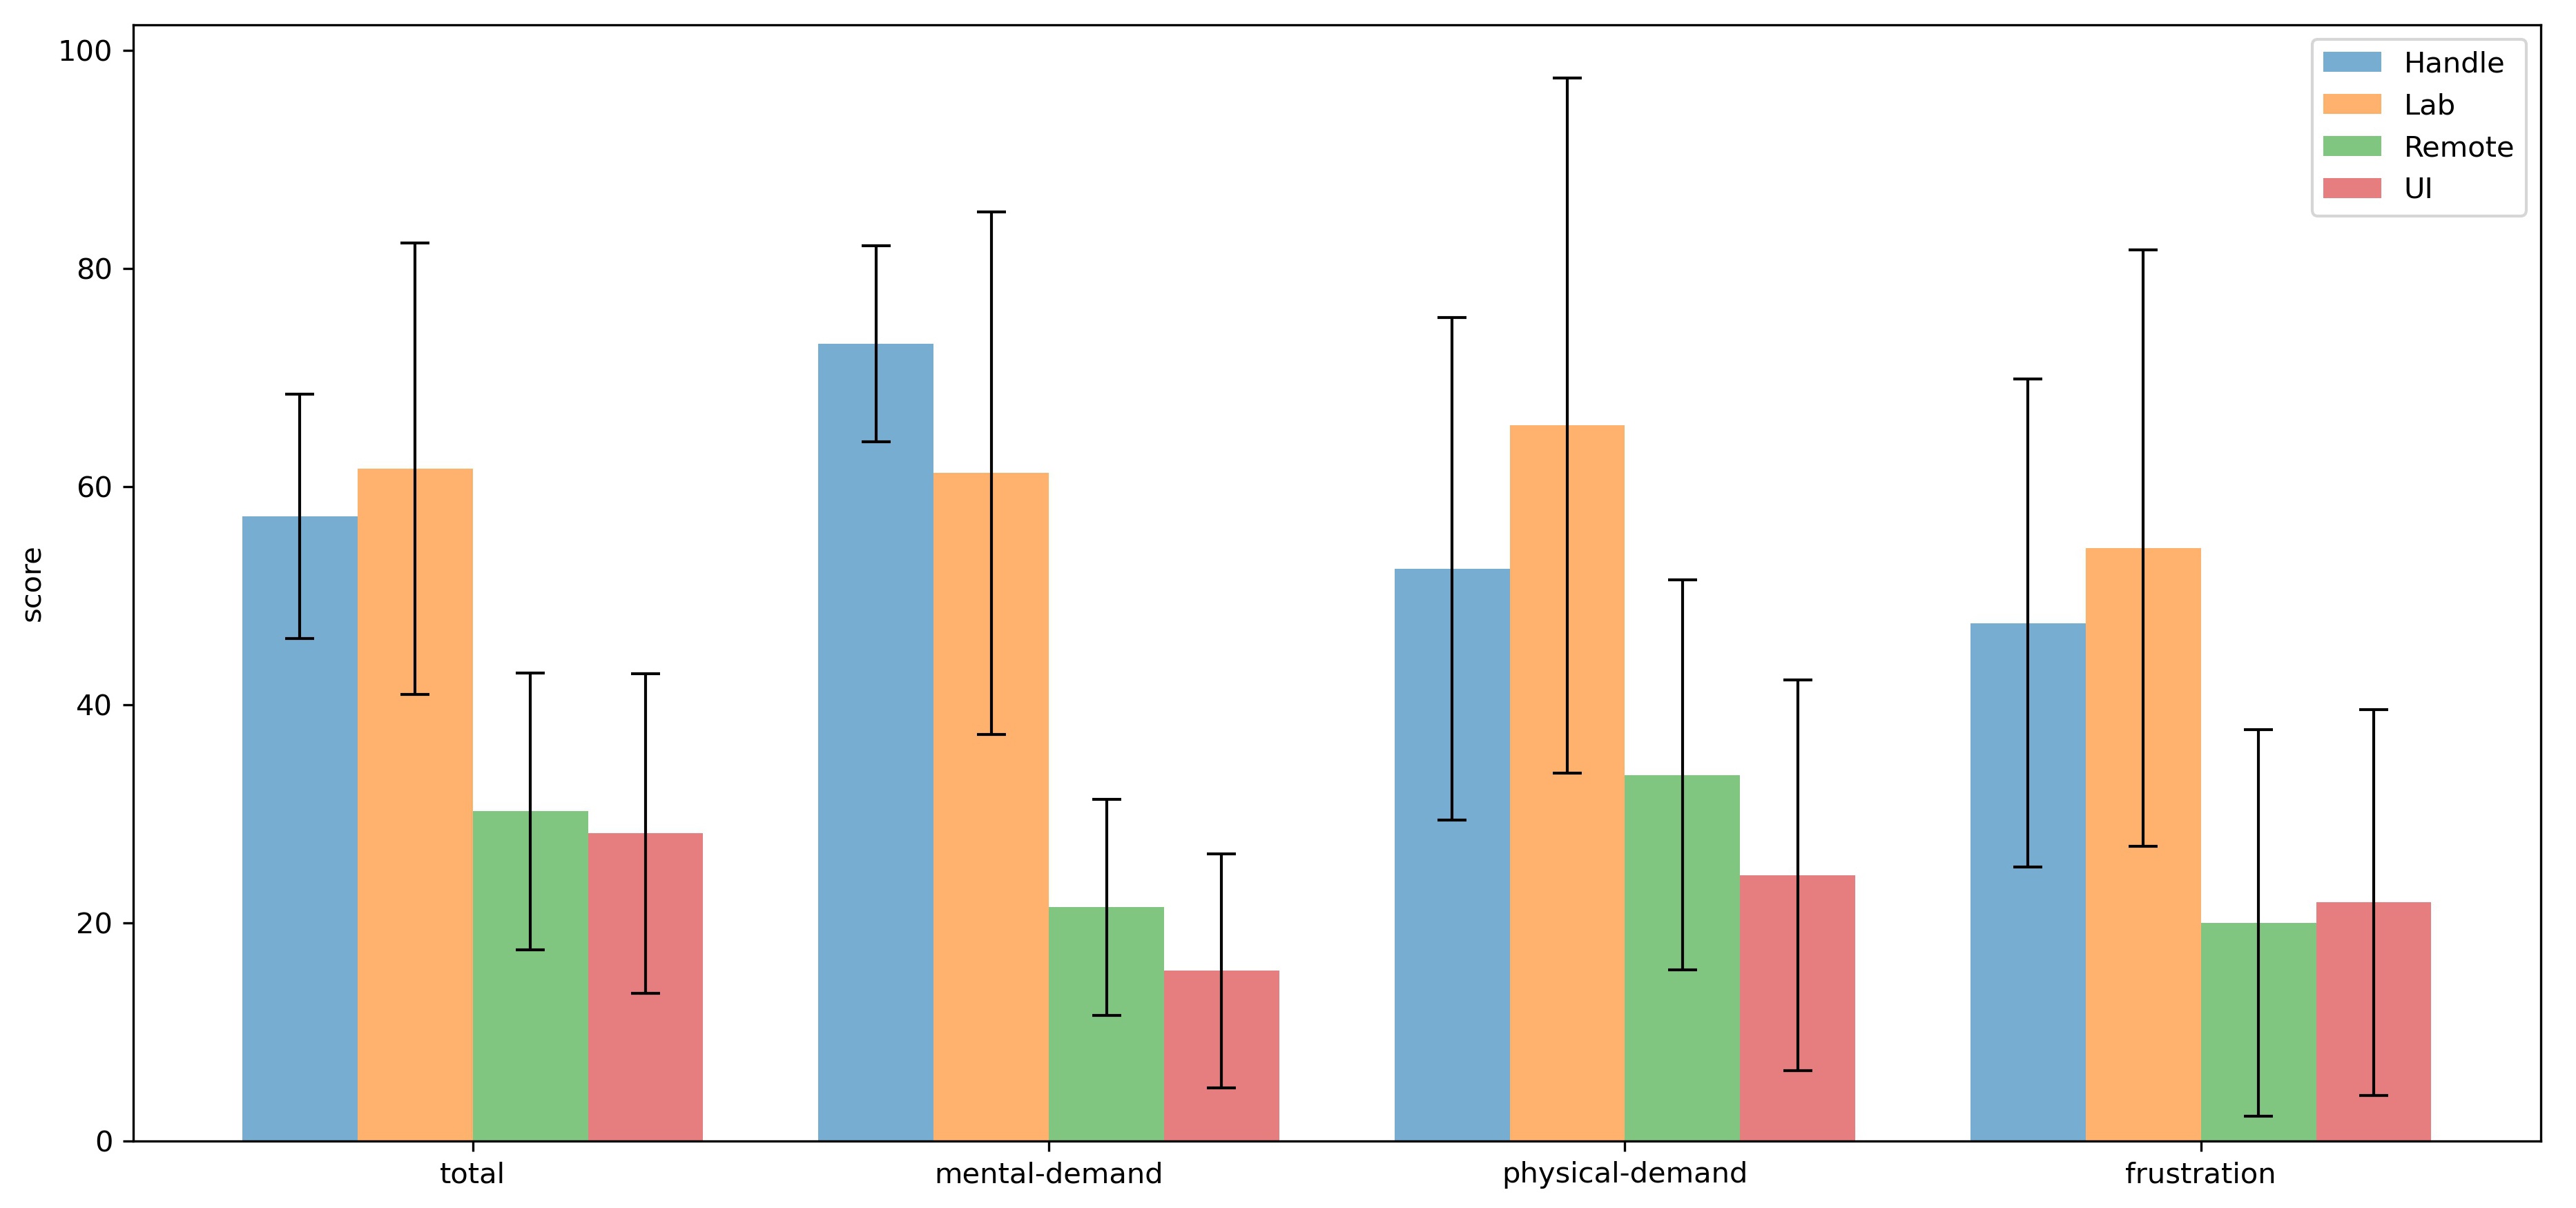 100
80
60
40
20
0
score
total
mental-demand
physical-demand
frustration
Handle
Lab
Remote
UI